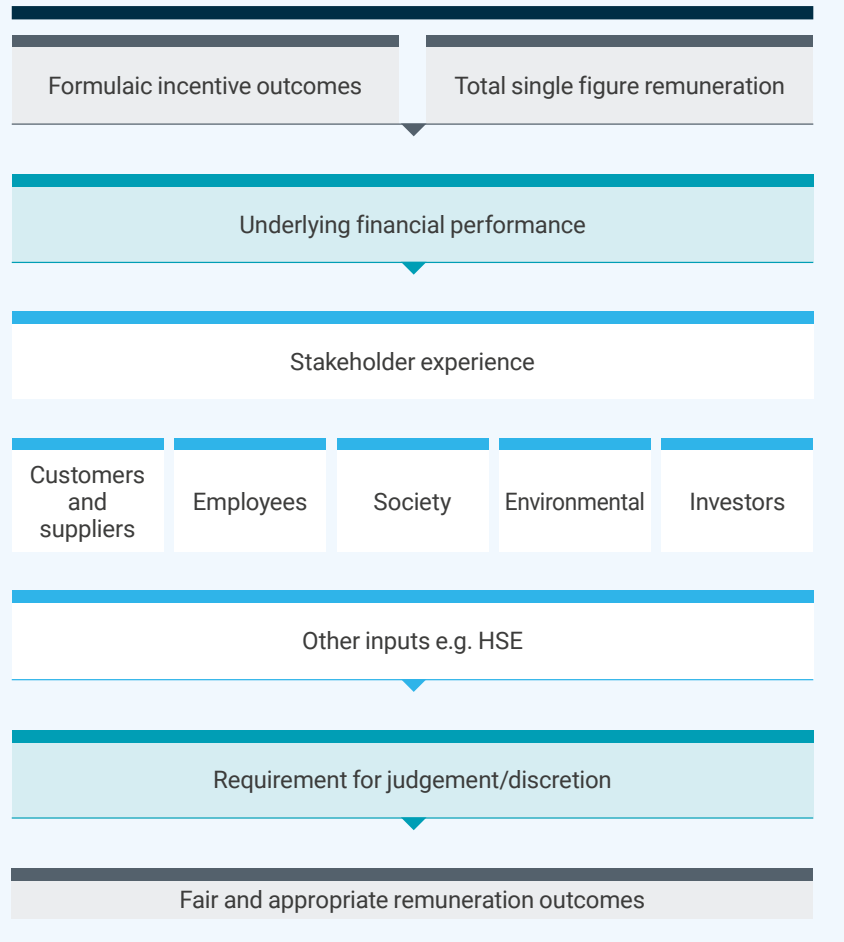 Formulaic incentive outcomes
Total single figure remuneration
Underlying financial performance
Stakeholder experience
Customers
and
suppliers
Employees
Society
Environmental
Investors
Other inputs e.g. HSE
Requirement for judgement/discretion
Fair and appropriate remuneration outcomes